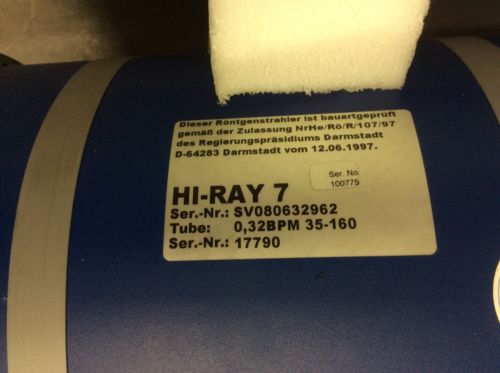 Dieser Röntgenstrahler ist bauartgeprüft
gemäß der Zulassung NrHe/Rö/R/107/97
des Regierungspräsidiums Darmstadt
D-64283 Darmstadt vom 12.06.1997.
Ser. No.
100775
HI-RAY 7
Ser.-Nr.: SV080632962
Tube: 0,32BPM 35-160
Ser.-Nr.: 17790